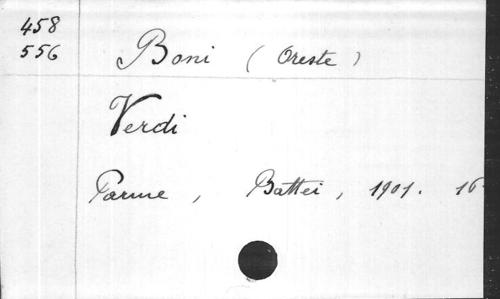 458
556
Boni (Oreste)
Verdi
Parme, Battei, 1901. 16